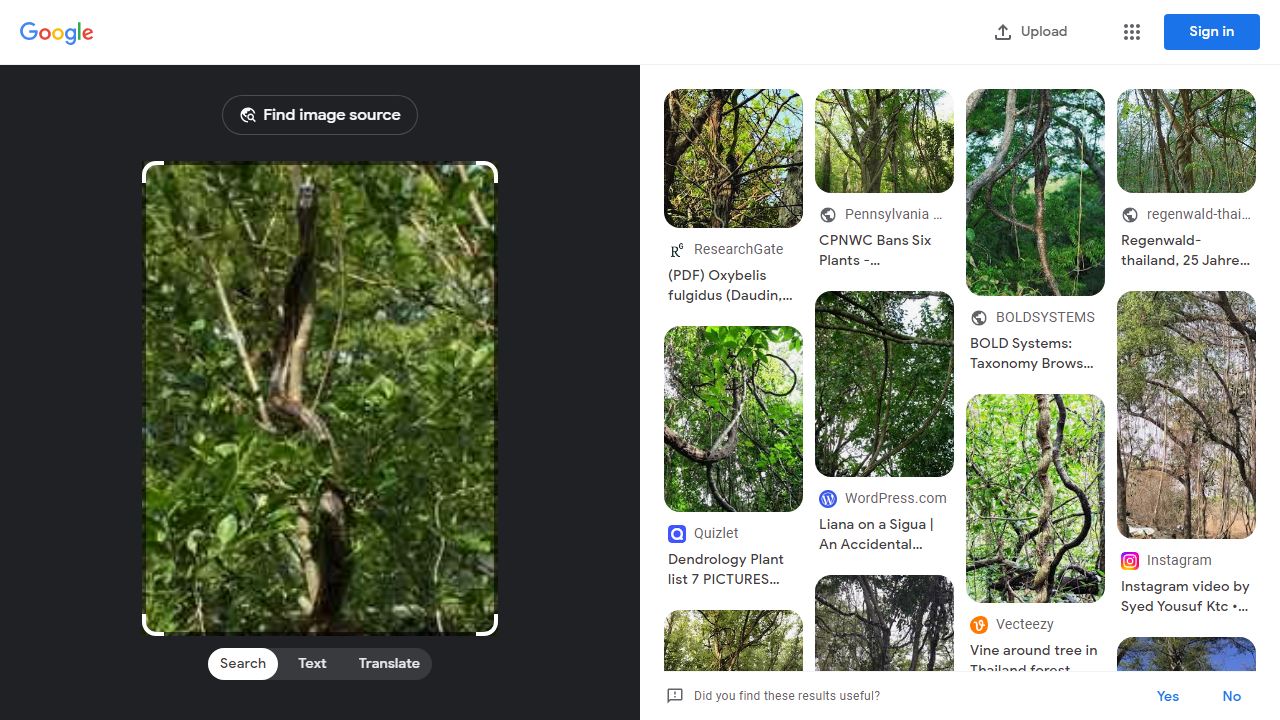 Google
Upload
Sign in
Find image source
Search
Text
Translate
ResearchGate
(PDF) Oxybelis
fulgidus (Daudin,...
Quizlet
Dendrology Plant
list 7 PICTURES...
Pennsylvania ...
CPNWC Bans Six
Plants -...
WordPress.com
Liana on a Sigua |
An Accidental...
BOLDSYSTEMS
BOLD Systems:
Taxonomy Brows...
Vecteezy
Vine around tree in
Thailand forest
regenwald-thai...
Regenwald-
thailand, 25 Jahre...
Instagram
Instagram video by
Syed Yousuf Ktc •...
Did you find these results useful?
Yes
No